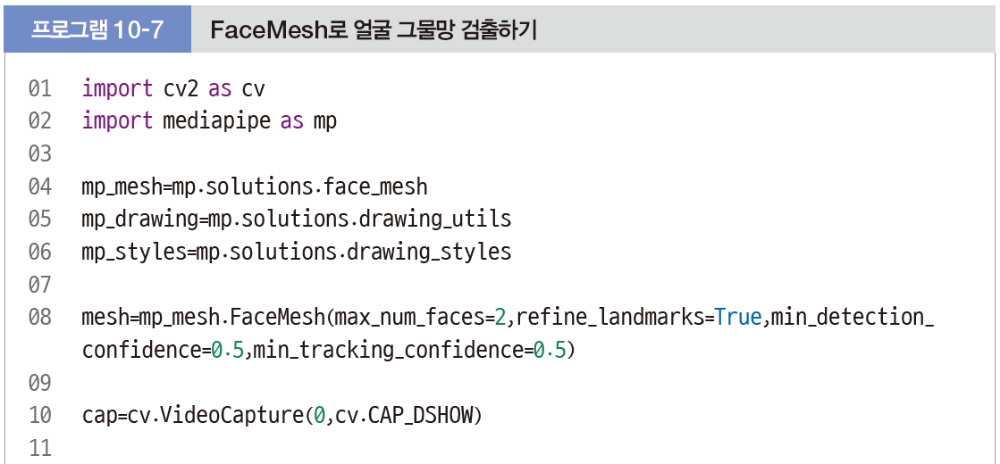 프로그램 10-7 FaceMesh로 얼굴 그물망 검출하기
01 import cv2 as cv
02 import mediapipe as mp
03
04 mp_mesh=mp.solutions.face_mesh
05 mp_drawing=mp.solutions.drawing_utils
06 mp_styles=mp.solutions.drawing_styles
07
08 mesh=mp_mesh.FaceMesh(max_num_faces=2,refine_landmarks=True,min_detection_
confidence=0.5,min_tracking_confidence=0.5)
09
10 cap=cv.VideoCapture(0,cv.CAP_DSHOW)
11